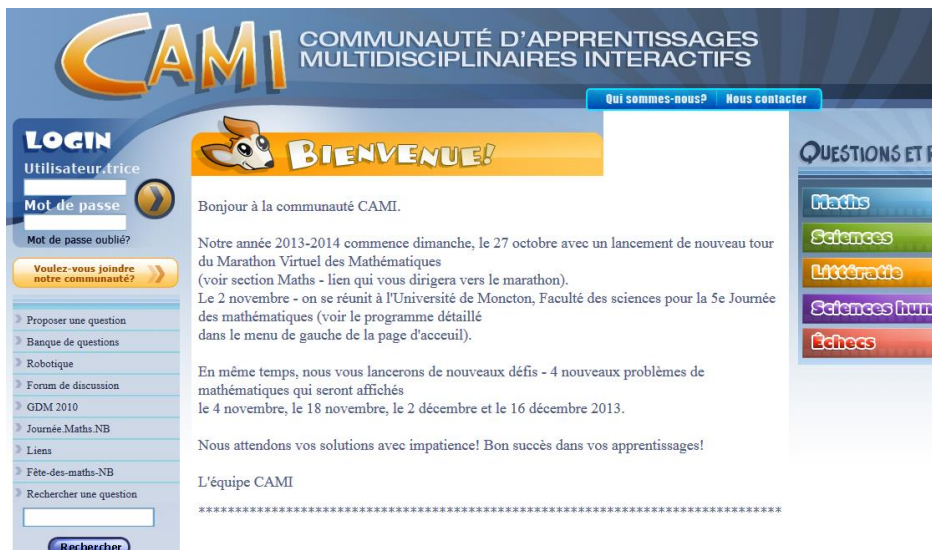 CAMI
COMMUNAUTÉ D'APPRENTISSAGES
MULTIDISCIPLINAIRES INTERACTIFS
Qui sommes-nous? Nous contacter
LOGIN
Utilisateur.trice
Mot de passe
Mot de passe oublié?
Voulez-vous joindre
notre communauté?
Proposer une question
Banque de questions
Robotique
Forum de discussion
GDM 2010
Journée.Maths.NB
Liens
Fête-des-maths-NB
Rechercher une question
Rechercher
BIENVENUE!
Bonjour à la communauté CAMI.
Notre année 2013-2014 commence dimanche, le 27 octobre avec un lancement de nouveau tour
du Marathon Virtuel des Mathématiques
(voir section Maths - lien qui vous dirigera vers le marathon).
Le 2 novembre - on se réunit à l'Université de Moncton, Faculté des sciences pour la 5e Journée
des mathématiques (voir le programme détaillé
dans le menu de gauche de la page d'acceuil).
En même temps, nous vous lancerons de nouveaux défis - 4 nouveaux problèmes de
mathématiques qui seront affichés
le 4 novembre, le 18 novembre, le 2 décembre et le 16 décembre 2013.
Nous attendons vos solutions avec impatience! Bon succès dans vos apprentissages!
L'équipe CAMI
********************************************************************************
QUESTIONS ET
Maths
Sciences
Littératie
Sciences hum
Échecs